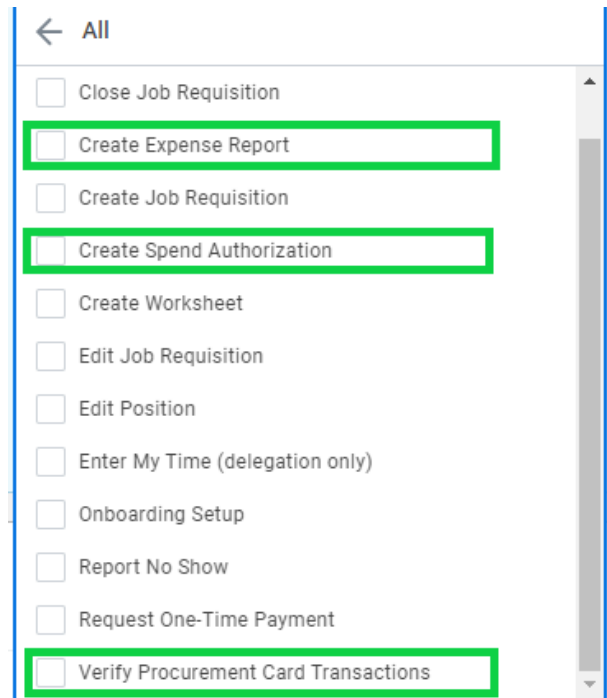 All
Close Job Requisition
Create Expense Report
Create Job Requisition
Create Spend Authorization
Create Worksheet
Edit Job Requisition
Edit Position
Enter My Time (delegation only)
Onboarding Setup
Report No Show
Request One-Time Payment
Verify Procurement Card Transactions